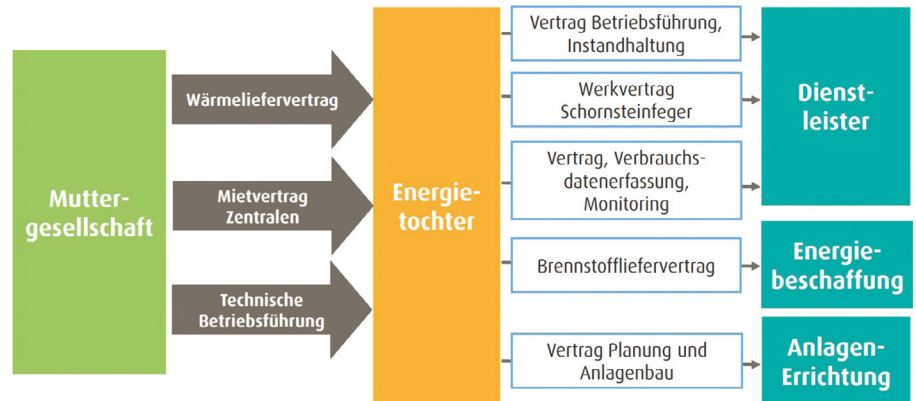 Mutter-
gesellschaft
Wärmeliefervertrag
Mietvertrag
Zentralen
Technische
Betriebsführung
Energie-
tochter
Vertrag Betriebsführung,
Instandhaltung
Werkvertrag
Schornsteinfeger
Vertrag, Verbrauchs-
datenerfassung,
Monitoring
Brennstoffliefervertrag
Vertrag Planung und
Anlagenbau
Dienst-
leister
Energie-
beschaffung
Anlagen-
Errichtung